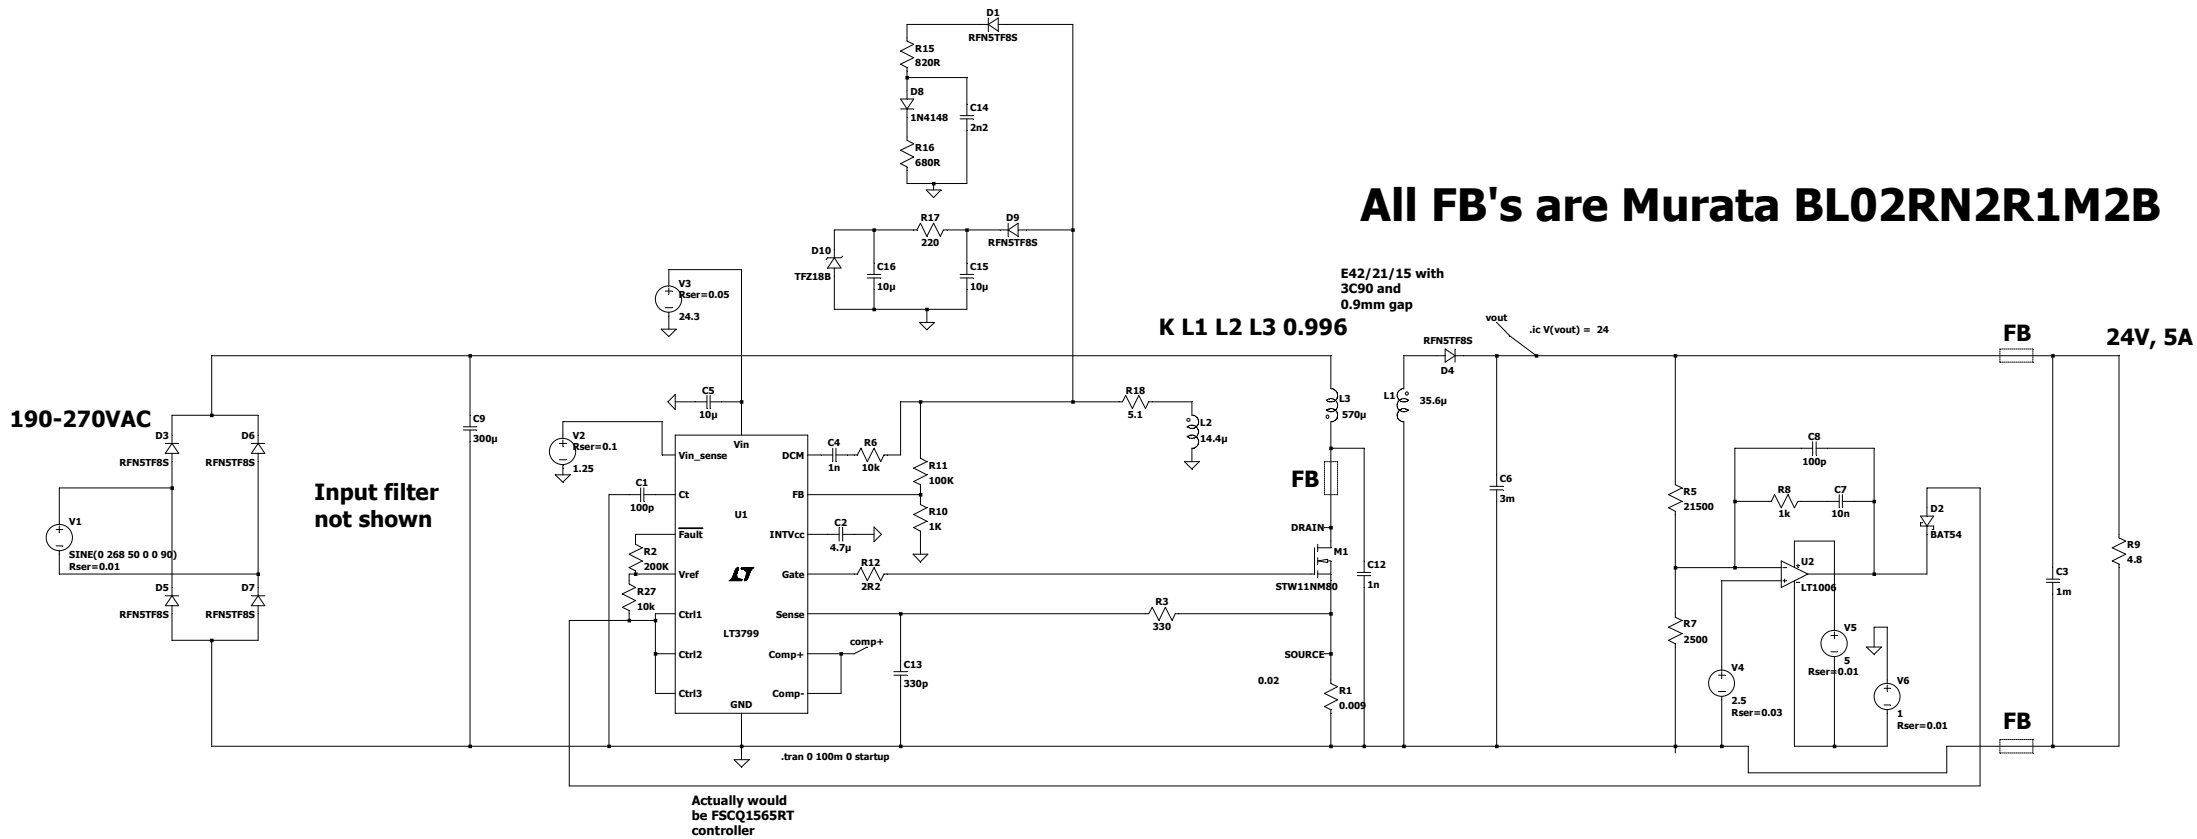 D1
RFN5TF8S
R15
820R
D8
1N4148
C14
2n2
R16
680R
All FB's are Murata BL02RN2R1M2B
R17
220
D9
RFN5TF8S
D10
TFZ18B
C16
10µ
C15
10µ
V3
Rser=0.05
24.3
E42/21/15 with
3C90 and
0.9mm gap
K L1 L2 L3 0.996
vout
.ic V(vout) = 24
RFN5TF8S
D4
FB
24V, 5A
190-270VAC
D3
RFN5TF8S
D6
RFN5TF8S
C9
300µ
C5
10µ
V2
Rser=0.1
1.25
Vin
Vin_sense
DCM
C4
1n
R6
10k
R18
5.1
L2
14.4µ
L3
570µ
L1
35.6µ
R11
100K
FB
C8
100p
Input filter
not shown
C1
100p
Ct
FB
R10
1K
C6
3m
R5
21500
R8
1k
C7
10n
D2
BAT54
V1
SINE(0 268 50 0 0 90)
Rser=0.01
U1
Fault
INTVcc
C2
4.7µ
DRAIN
M1
STW11NM80
C12
1n
R2
200K
Vref
LT
Gate
R12
2R2
U2
LT1006
R9
4.8
C3
1m
D5
RFN5TF8S
D7
RFN5TF8S
R27
10k
Ctrl1
Sense
R3
330
LT3799
Ctrl2
Comp+
comp+
SOURCE
R7
2500
V5
5
Rser=0.01
Ctrl3
Comp-
C13
330p
0.02
R1
0.009
V4
2.5
Rser=0.03
V6
1
Rser=0.01
GND
FB
.tran 0 100m 0 startup
Actually would
be FSCQ1565RT
controller